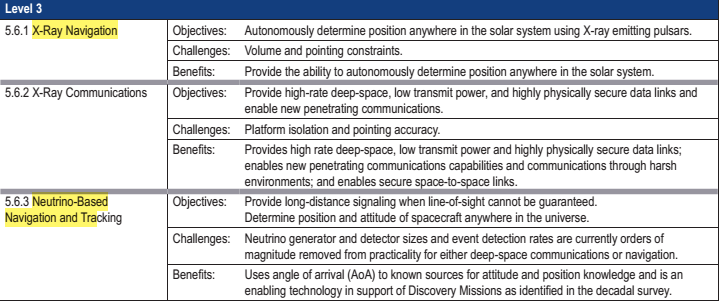 Level 3
5.6.1 X-Ray Navigation
Objectives: Autonomously determine position anywhere in the solar system using X-ray emitting pulsars.
Challenges: Volume and pointing constraints.
Benefits: Provide the ability to autonomously determine position anywhere in the solar system.
5.6.2 X-Ray Communications
Objectives: Provide high-rate deep-space, low transmit power, and highly physically secure data links and
enable new penetrating communications.
Challenges: Platform isolation and pointing accuracy.
Benefits: Provides high rate deep-space, low transmit power and highly physically secure data links;
enables new penetrating communications capabilities and communications through harsh
environments; and enables secure space-to-space links.
5.6.3 Neutrino-Based
Navigation and Tracking
Objectives: Provide long-distance signaling when line-of-sight cannot be guaranteed.
Determine position and attitude of spacecraft anywhere in the universe.
Challenges: Neutrino generator and detector sizes and event detection rates are currently orders of
magnitude removed from practicality for either deep-space communications or navigation.
Benefits: Uses angle of arrival (AoA) to known sources for attitude and position knowledge and is an
enabling technology in support of Discovery Missions as identified in the decadal survey.